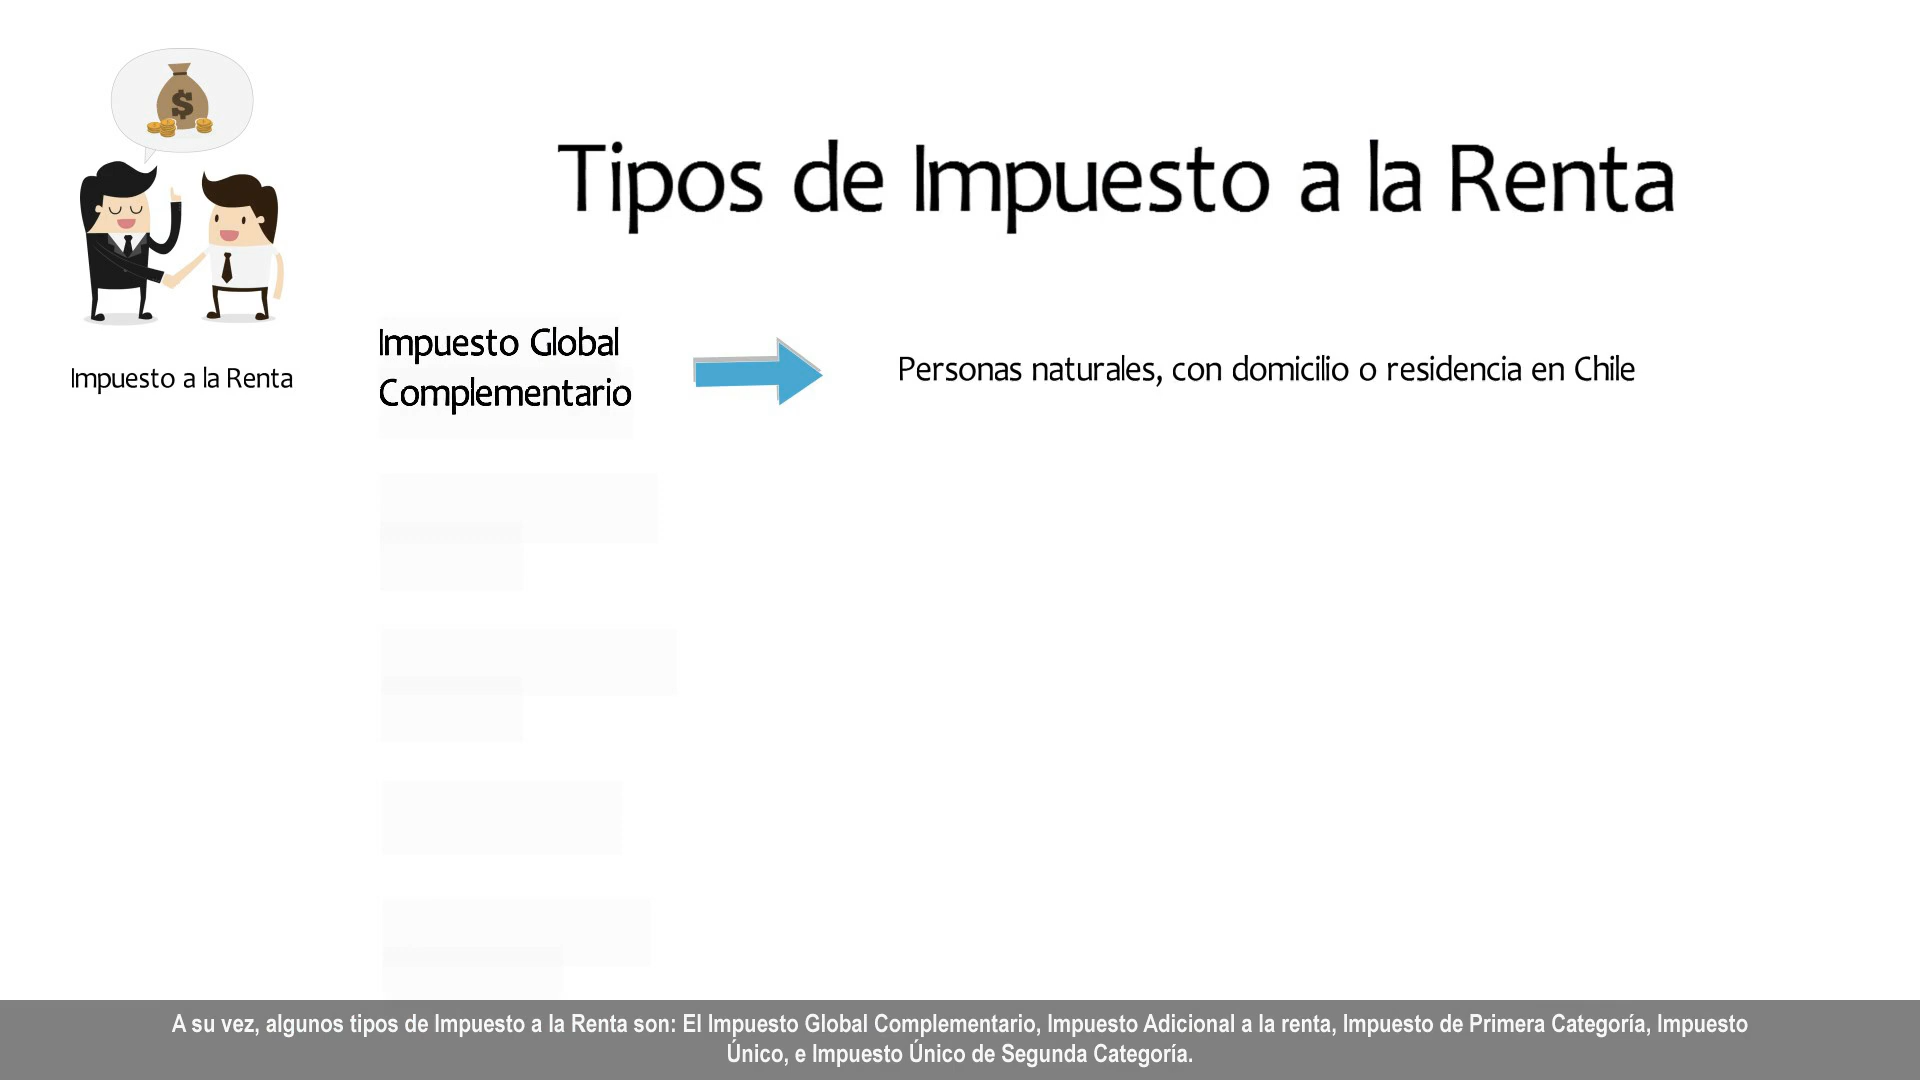 Tipos de Impuesto a la Renta
Impuesto a la Renta
Impuesto Global
Complementario
Personas naturales, con domicilio o residencia en Chile
A su vez, algunos tipos de Impuesto a la Renta son: El Impuesto Global Complementario, Impuesto Adicional a la renta, Impuesto de Primera Categoría, Impuesto
Único, e Impuesto Único de Segunda Categoría.